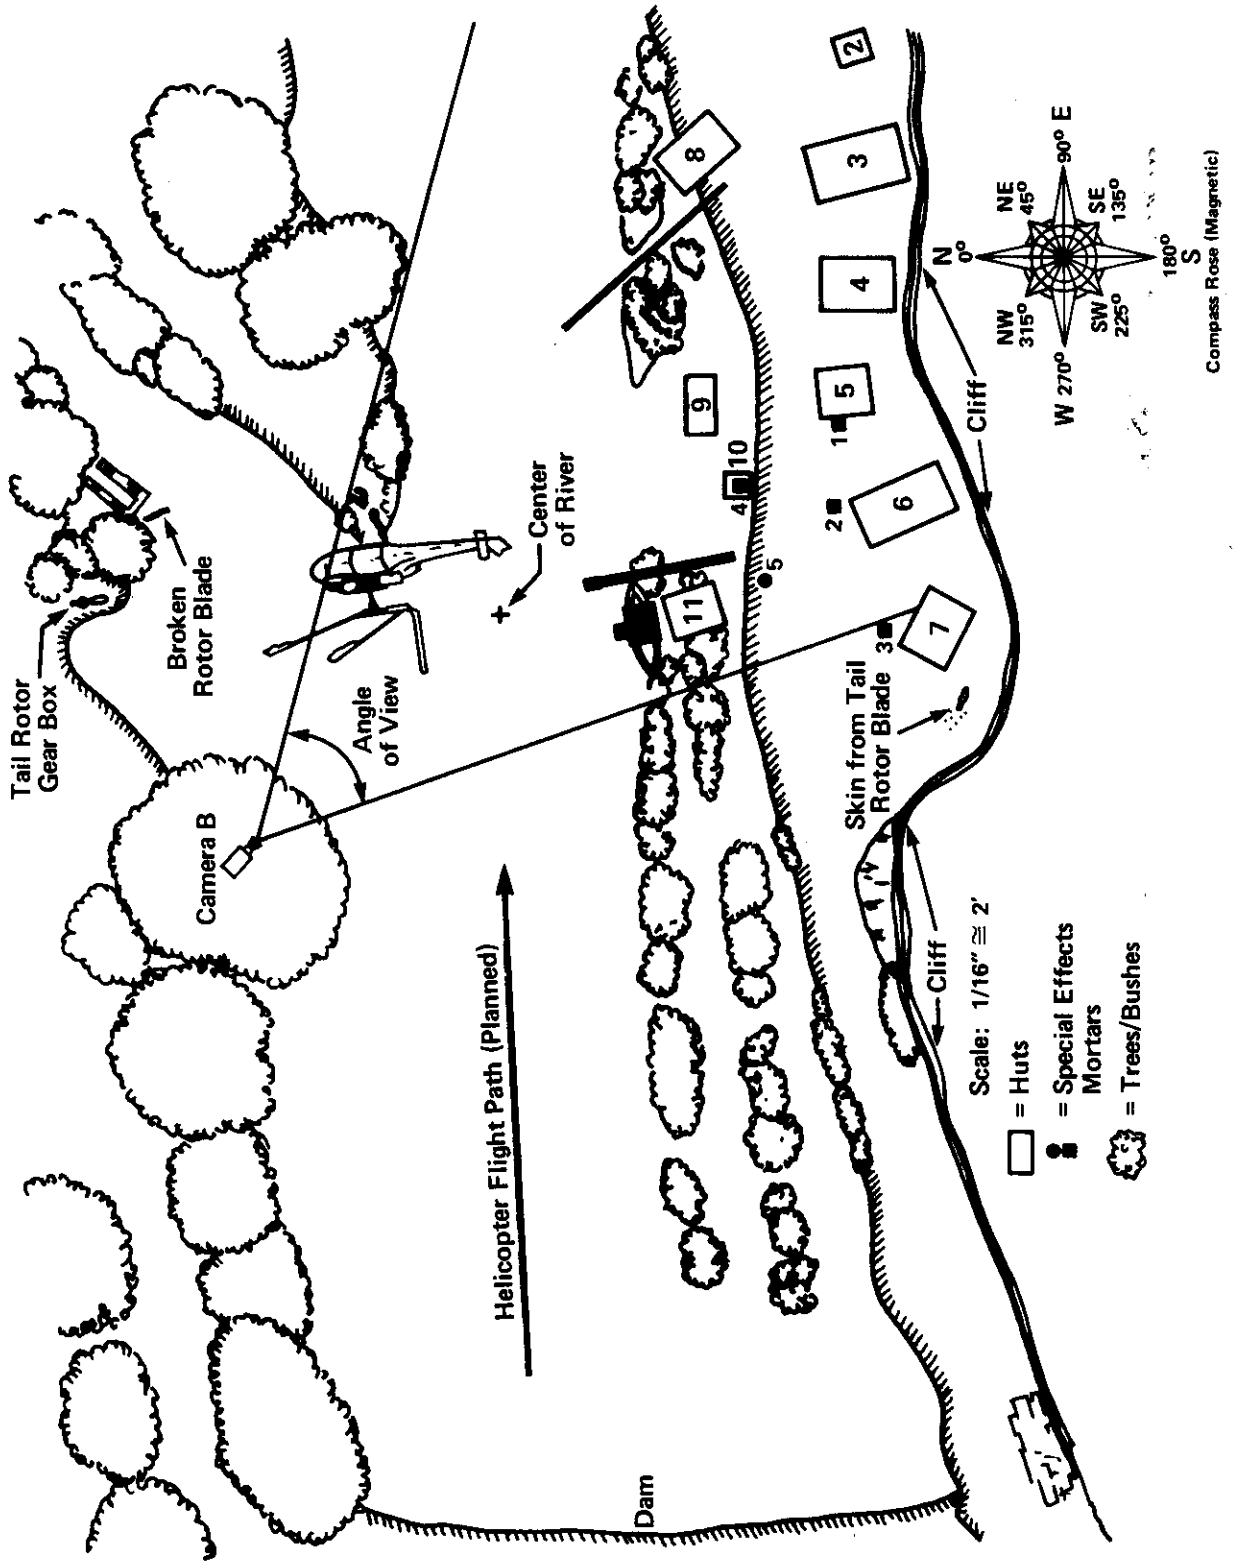 Tail Rotor
Gear Box
Broken
Rotor Blade
Camera B
Angle
of View
Center
of River
Helicopter Flight Path (Planned)
Dam
2
3
4
5
6
7
8
9
10
11
1
2
3
4
5
Skin from Tail
Rotor Blade
Cliff
Cliff
Scale: 1/16" ≅ 2'
= Huts
= Special Effects
Mortars
= Trees/Bushes
N
0°
NE
45°
90° E
SE
135°
180°
S
SW
225°
W 270°
NW
315°
Compass Rose (Magnetic)